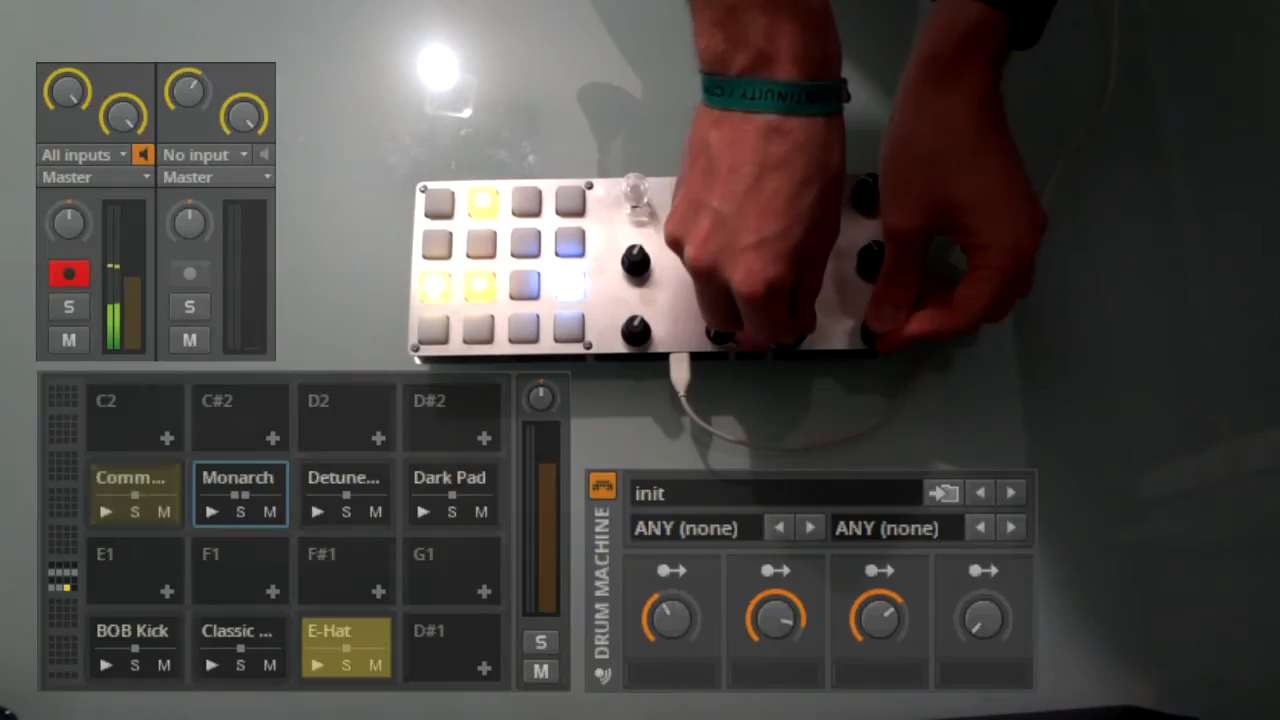 CONTINUITY / C
All inputs No input
Master Master
S S
M M
C2 C#2 D2 D#2
Comm... Monarch Detune... Dark Pad
S M S M S M S M
E1 F1 F#1 G1
BOB Kick Classic ... E-Hat D#1
S M S M S M
S
M
DRUM MACHINE
init
ANY (none) ANY (none)